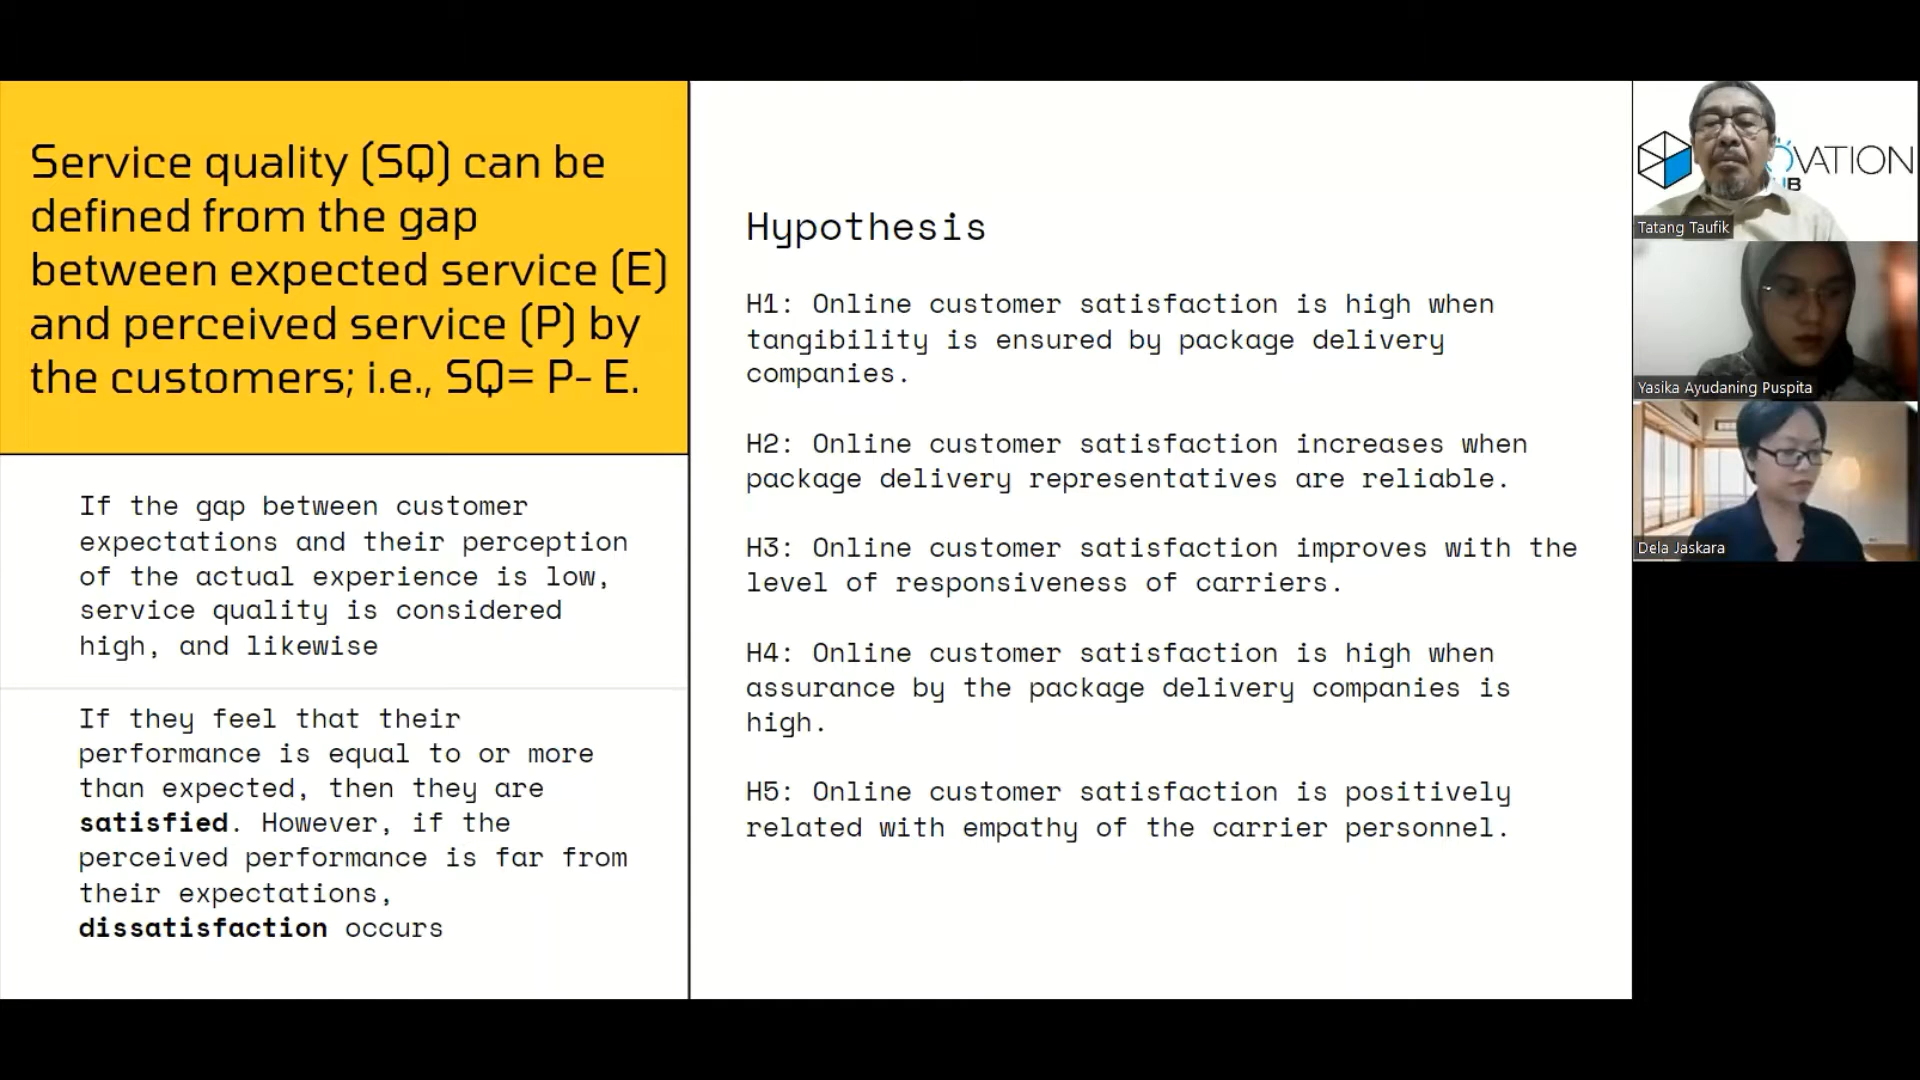 Service quality (SQ) can be
defined from the gap
between expected service (E)
and perceived service (P) by
the customers; i.e., SQ= P- E.
If the gap between customer
expectations and their perception
of the actual experience is low,
service quality is considered
high, and likewise
If they feel that their
performance is equal to or more
than expected, then they are
satisfied. However, if the
perceived performance is far from
their expectations,
dissatisfaction occurs
Hypothesis
H1: Online customer satisfaction is high when
tangibility is ensured by package delivery
companies.
H2: Online customer satisfaction increases when
package delivery representatives are reliable.
H3: Online customer satisfaction improves with the
level of responsiveness of carriers.
H4: Online customer satisfaction is high when
assurance by the package delivery companies is
high.
H5: Online customer satisfaction is positively
related with empathy of the carrier personnel.
OVATION
Tatang Taufik
Yasika Ayudaning Puspita
Dela Jaskara